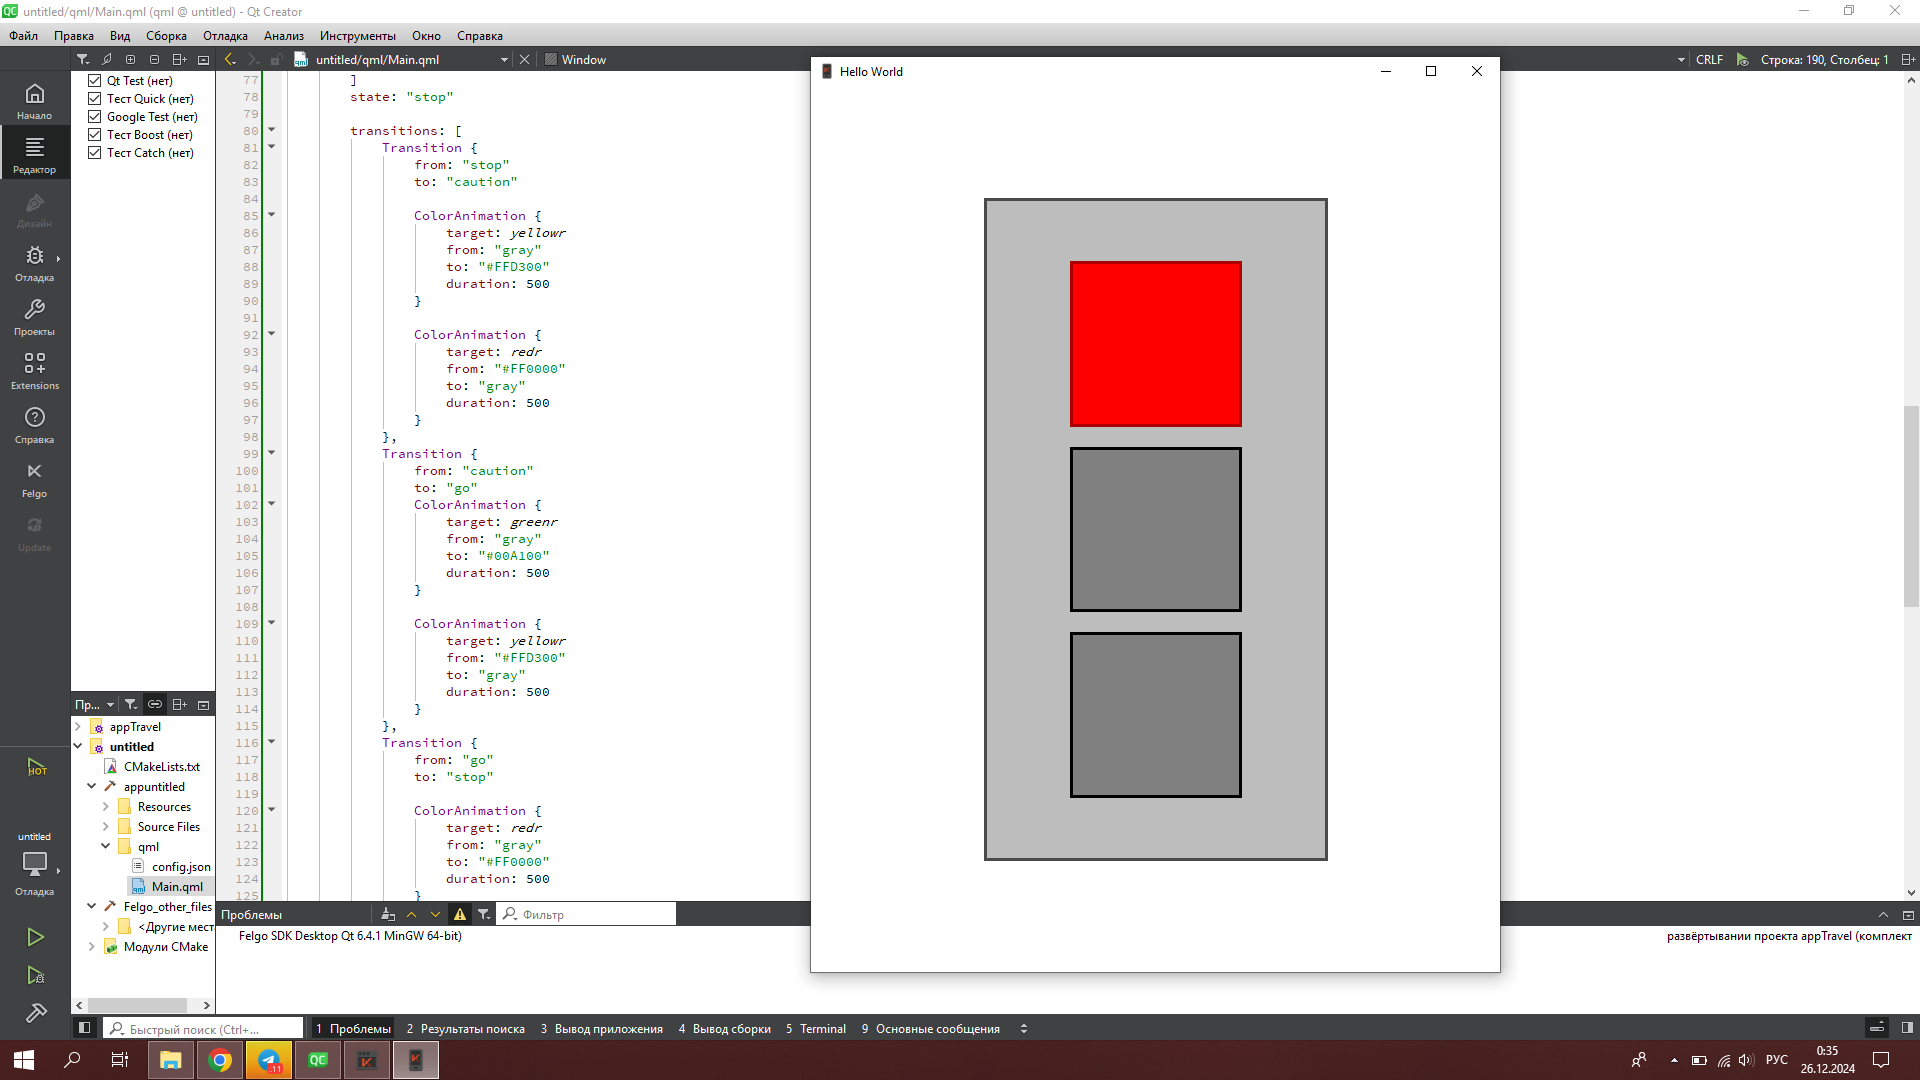 untitled/qml/Main.qml (qml @ untitled) - Qt Creator
Файл Правка Вид Сборка Отладка Анализ Инструменты Окно Справка
untitled/qml/Main.qml
Window
CRLF
Строка: 190, Столбец: 1
Начало
Редактор
Дизайн
Отладка
Проекты
Extensions
Справка
Felgo
Update
HOT
untitled
Отладка
Qt Test (нет)
Тест Quick (нет)
Google Test (нет)
Тест Boost (нет)
Тест Catch (нет)
Пр...
appTravel
untitled
CMakeLists.txt
appuntitled
Resources
Source Files
qml
config.json
Main.qml
Felgo_other_files
<Другие мест
Модули CMake
77 ]
78 state: "stop"
79
80 transitions: [
81 Transition {
82 from: "stop"
83 to: "caution"
84
85 ColorAnimation {
86 target: yellowr
87 from: "gray"
88 to: "#FFD300"
89 duration: 500
90 }
91
92 ColorAnimation {
93 target: redr
94 from: "#FF0000"
95 to: "gray"
96 duration: 500
97 }
98 },
99 Transition {
100 from: "caution"
101 to: "go"
102 ColorAnimation {
103 target: greenr
104 from: "gray"
105 to: "#00A100"
106 duration: 500
107 }
108
109 ColorAnimation {
110 target: yellowr
111 from: "#FFD300"
112 to: "gray"
113 duration: 500
114 }
115 },
116 Transition {
117 from: "go"
118 to: "stop"
119
120 ColorAnimation {
121 target: redr
122 from: "gray"
123 to: "#FF0000"
124 duration: 500
125 }
Hello World
Проблемы
Фильтр
Felgo SDK Desktop Qt 6.4.1 MinGW 64-bit)
развёртывании проекта appTravel (комплект
Быстрый поиск (Ctrl+...
1 Проблемы 2 Результаты поиска 3 Вывод приложения 4 Вывод сборки 5 Terminal 9 Основные сообщения
QC
..11
QC
РУС
0:35
26.12.2024